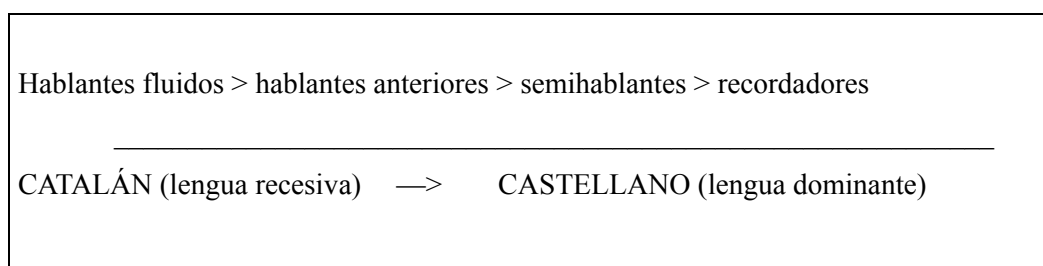 Hablantes fluidos > hablantes anteriores > semihablantes > recordadores
CATALÁN (lengua recesiva) —> CASTELLANO (lengua dominante)